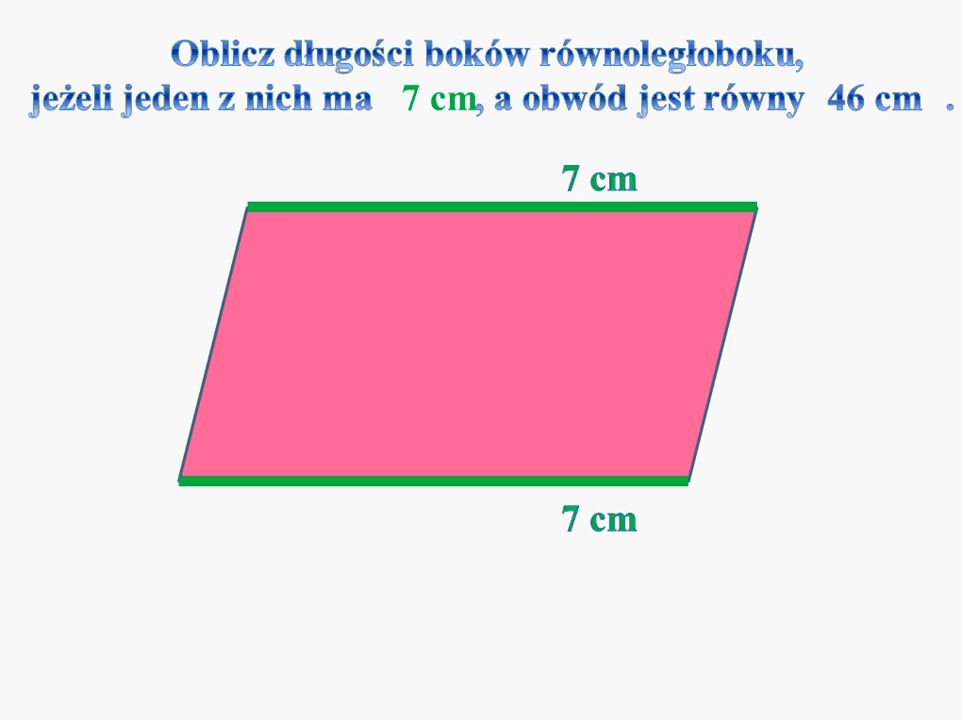 Oblicz długości boków równoległoboku,
jeżeli jeden z nich ma 7 cm, a obwód jest równy 46 cm .
7 cm
7 cm